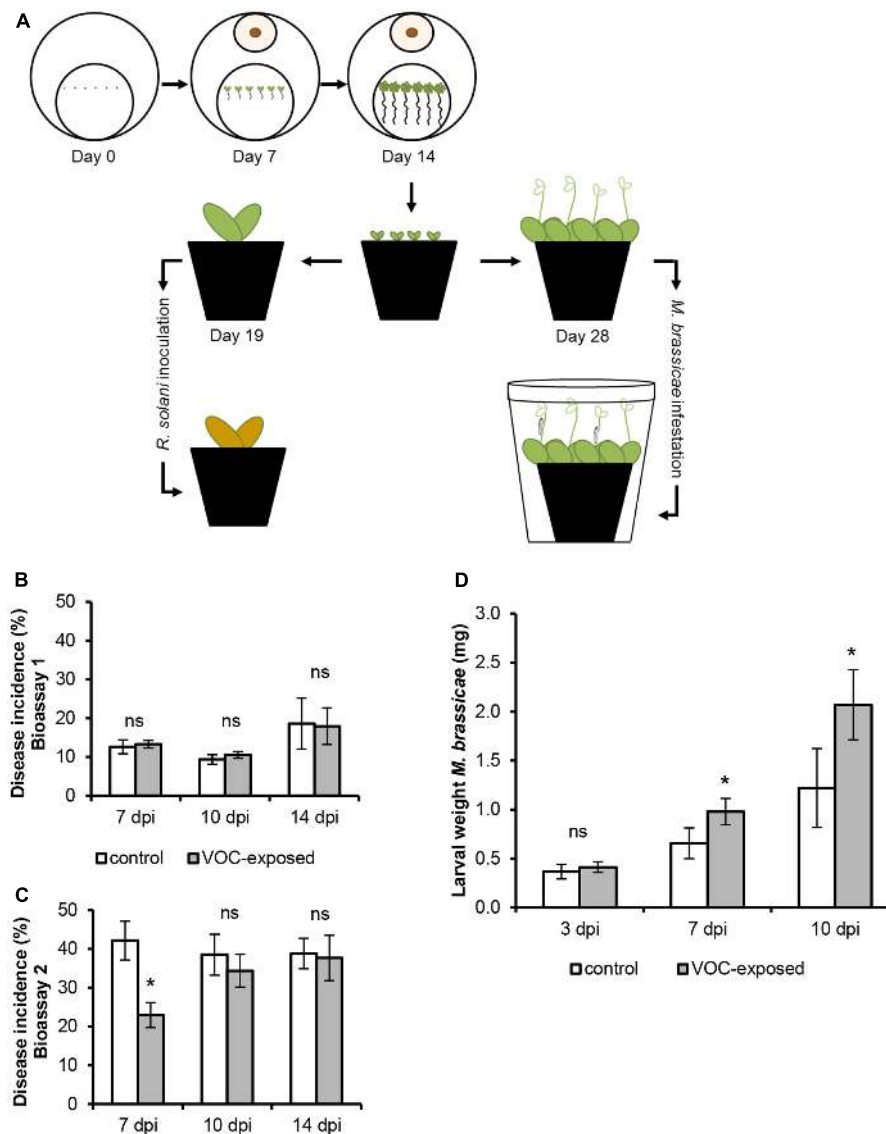 A
Day 0
Day 7
Day 14
Day 19
Day 28
R. solani inoculation
M. brassicae infestation
B
Disease incidence (%)
Bioassay 1
50
40
30
20
10
0
ns
ns
ns
7 dpi
10 dpi
14 dpi
control
VOC-exposed
C
Disease incidence (%)
Bioassay 2
50
40
30
20
10
0
*
ns
ns
7 dpi
10 dpi
14 dpi
D
Larval weight M. brassicae (mg)
3.0
2.5
2.0
1.5
1.0
0.5
0.0
ns
*
*
3 dpi
7 dpi
10 dpi
control
VOC-exposed